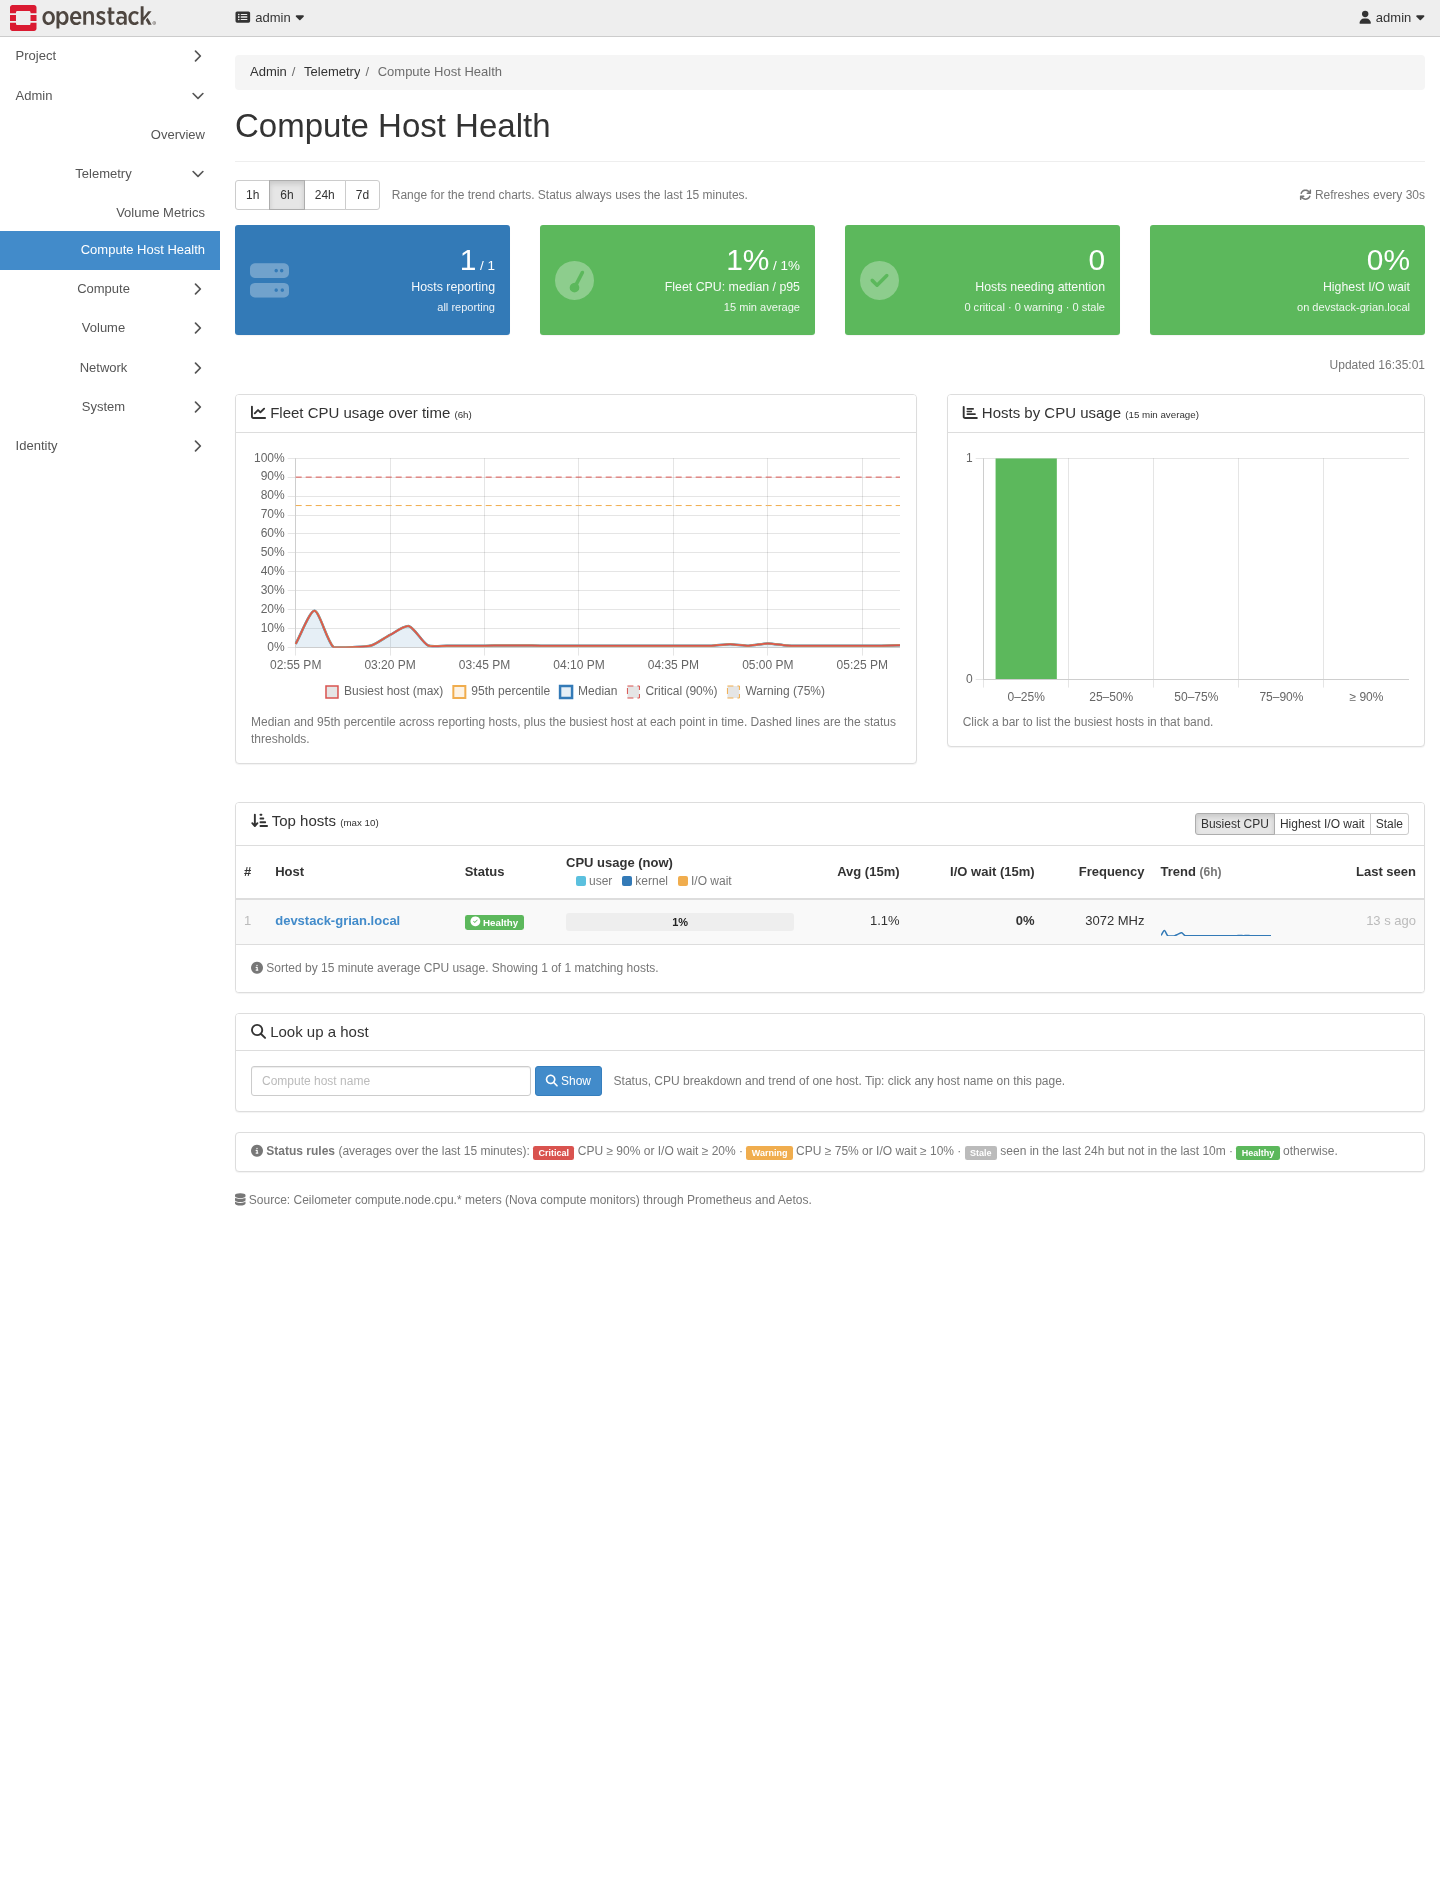 openstack.
admin
admin
Project
Admin
Overview
Telemetry
Volume Metrics
Compute Host Health
Compute
Volume
Network
System
Identity
Admin / Telemetry / Compute Host Health
Compute Host Health
1h 6h 24h 7d Range for the trend charts. Status always uses the last 15 minutes.
Refreshes every 30s
1 / 1
Hosts reporting
all reporting
1% / 1%
Fleet CPU: median / p95
15 min average
0
Hosts needing attention
0 critical · 0 warning · 0 stale
0%
Highest I/O wait
on devstack-grian.local
Updated 16:35:01
Fleet CPU usage over time (6h)
100%
90%
80%
70%
60%
50%
40%
30%
20%
10%
0%
02:55 PM 03:20 PM 03:45 PM 04:10 PM 04:35 PM 05:00 PM 05:25 PM
Busiest host (max) 95th percentile Median Critical (90%) Warning (75%)
Median and 95th percentile across reporting hosts, plus the busiest host at each point in time. Dashed lines are the status
thresholds.
Hosts by CPU usage (15 min average)
1
0
0–25% 25–50% 50–75% 75–90% ≥ 90%
Click a bar to list the busiest hosts in that band.
Top hosts (max 10)
Busiest CPU Highest I/O wait Stale
# Host Status CPU usage (now) Avg (15m) I/O wait (15m) Frequency Trend (6h) Last seen
user kernel I/O wait
1 devstack-grian.local Healthy 1% 1.1% 0% 3072 MHz 13 s ago
Sorted by 15 minute average CPU usage. Showing 1 of 1 matching hosts.
Look up a host
Compute host name Show Status, CPU breakdown and trend of one host. Tip: click any host name on this page.
Status rules (averages over the last 15 minutes): Critical CPU ≥ 90% or I/O wait ≥ 20% · Warning CPU ≥ 75% or I/O wait ≥ 10% · Stale seen in the last 24h but not in the last 10m · Healthy otherwise.
Source: Ceilometer compute.node.cpu.* meters (Nova compute monitors) through Prometheus and Aetos.